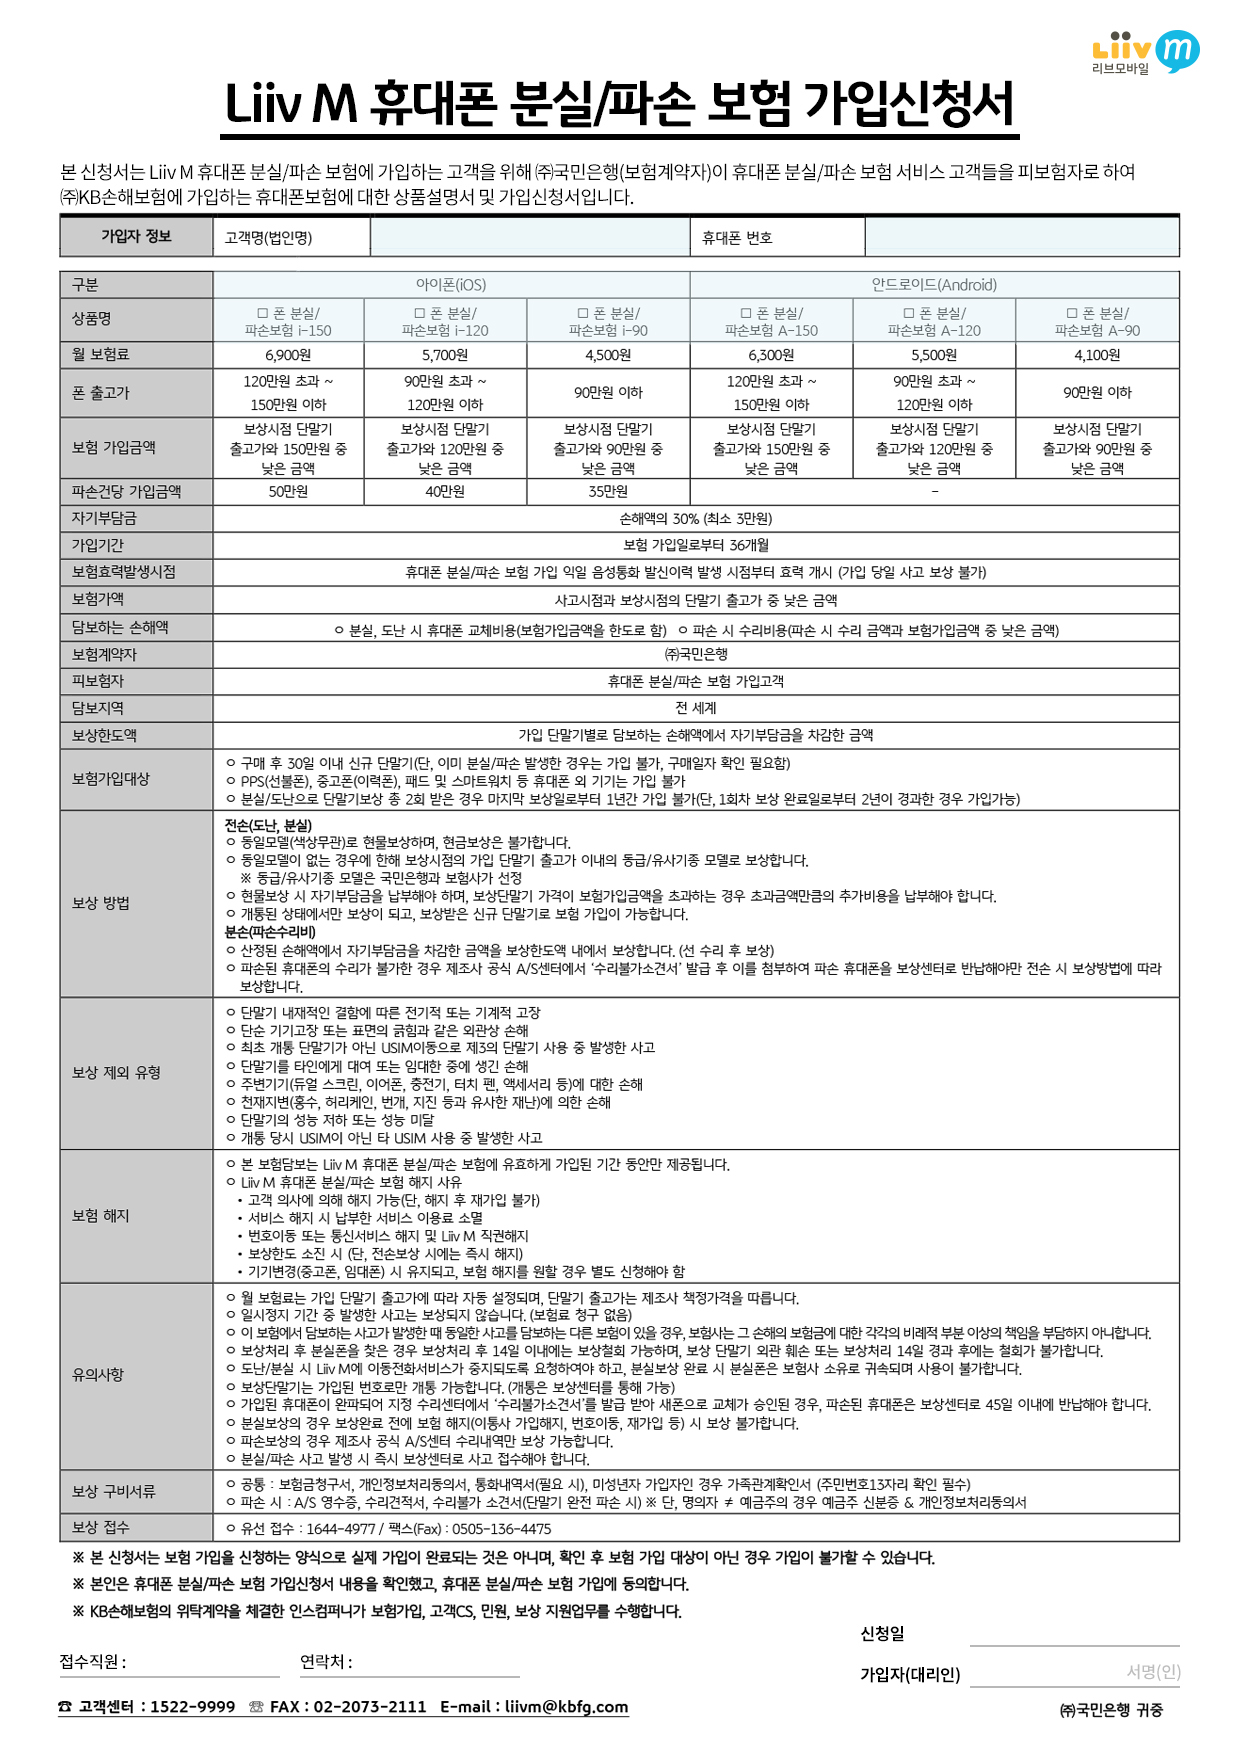 Liiv m
리브모바일
Liiv M 휴대폰 분실/파손 보험 가입신청서
본 신청서는 Liiv M 휴대폰 분실/파손 보험에 가입하는 고객을 위해 ㈜국민은행(보험계약자)이 휴대폰 분실/파손 보험 서비스 고객들을 피보험자로 하여
㈜KB손해보험에 가입하는 휴대폰보험에 대한 상품설명서 및 가입신청서입니다.
가입자 정보 고객명(법인명) 휴대폰 번호
구분 아이폰(iOS) 안드로이드(Android)
상품명 □ 폰 분실/ □ 폰 분실/ □ 폰 분실/ □ 폰 분실/ □ 폰 분실/ □ 폰 분실/
파손보험 i-150 파손보험 i-120 파손보험 i-90 파손보험 A-150 파손보험 A-120 파손보험 A-90
월 보험료 6,900원 5,700원 4,500원 6,300원 5,500원 4,100원
폰 출고가 120만원 초과 ~ 90만원 초과 ~ 90만원 이하 120만원 초과 ~ 90만원 초과 ~ 90만원 이하
150만원 이하 120만원 이하 150만원 이하 120만원 이하
보험 가입금액 보상시점 단말기 보상시점 단말기 보상시점 단말기 보상시점 단말기 보상시점 단말기 보상시점 단말기
출고가와 150만원 중 출고가와 120만원 중 출고가와 90만원 중 출고가와 150만원 중 출고가와 120만원 중 출고가와 90만원 중
낮은 금액 낮은 금액 낮은 금액 낮은 금액 낮은 금액 낮은 금액
파손건당 가입금액 50만원 40만원 35만원 -
자기부담금 손해액의 30% (최소 3만원)
가입기간 보험 가입일로부터 36개월
보험효력발생시점 휴대폰 분실/파손 보험 가입 익일 음성통화 발신이력 발생 시점부터 효력 개시 (가입 당일 사고 보상 불가)
보험가액 사고시점과 보상시점의 단말기 출고가 중 낮은 금액
담보하는 손해액 ㅇ 분실, 도난 시 휴대폰 교체비용(보험가입금액을 한도로 함) ㅇ 파손 시 수리비용(파손 시 수리 금액과 보험가입금액 중 낮은 금액)
보험계약자 ㈜국민은행
피보험자 휴대폰 분실/파손 보험 가입고객
담보지역 전 세계
보상한도액 가입 단말기별로 담보하는 손해액에서 자기부담금을 차감한 금액
보험가입대상
ㅇ 구매 후 30일 이내 신규 단말기(단, 이미 분실/파손 발생한 경우는 가입 불가, 구매일자 확인 필요함)
ㅇ PPS(선불폰), 중고폰(이력폰), 패드 및 스마트워치 등 휴대폰 외 기기는 가입 불가
ㅇ 분실/도난으로 단말기보상 총 2회 받은 경우 마지막 보상일로부터 1년간 가입 불가(단, 1회차 보상 완료일로부터 2년이 경과한 경우 가입가능)
보상 방법
전손(도난, 분실)
ㅇ 동일모델(색상무관)로 현물보상하며, 현금보상은 불가합니다.
ㅇ 동일모델이 없는 경우에 한해 보상시점의 가입 단말기 출고가 이내의 동급/유사기종 모델로 보상합니다.
※ 동급/유사기종 모델은 국민은행과 보험사가 선정
ㅇ 현물보상 시 자기부담금을 납부해야 하며, 보상단말기 가격이 보험가입금액을 초과하는 경우 초과금액만큼의 추가비용을 납부해야 합니다.
ㅇ 개통된 상태에서만 보상이 되고, 보상받은 신규 단말기로 보험 가입이 가능합니다.
분손(파손수리비)
ㅇ 산정된 손해액에서 자기부담금을 차감한 금액을 보상한도액 내에서 보상합니다. (선 수리 후 보상)
ㅇ 파손된 휴대폰의 수리가 불가한 경우 제조사 공식 A/S센터에서 ‘수리불가소견서’ 발급 후 이를 첨부하여 파손 휴대폰을 보상센터로 반납해야만 전손 시 보상방법에 따라
보상합니다.
보상 제외 유형
ㅇ 단말기 내재적인 결함에 따른 전기적 또는 기계적 고장
ㅇ 단순 기기고장 또는 표면의 긁힘과 같은 외관상 손해
ㅇ 최초 개통 단말기가 아닌 USIM이동으로 제3의 단말기 사용 중 발생한 사고
ㅇ 단말기를 타인에게 대여 또는 임대한 중에 생긴 손해
ㅇ 주변기기(듀얼 스크린, 이어폰, 충전기, 터치 펜, 액세서리 등)에 대한 손해
ㅇ 천재지변(홍수, 허리케인, 번개, 지진 등과 유사한 재난)에 의한 손해
ㅇ 단말기의 성능 저하 또는 성능 미달
ㅇ 개통 당시 USIM이 아닌 타 USIM 사용 중 발생한 사고
보험 해지
ㅇ 본 보험담보는 Liiv M 휴대폰 분실/파손 보험에 유효하게 가입된 기간 동안만 제공됩니다.
ㅇ Liiv M 휴대폰 분실/파손 보험 해지 사유
• 고객 의사에 의해 해지 가능(단, 해지 후 재가입 불가)
• 서비스 해지 시 납부한 서비스 이용료 소멸
• 번호이동 또는 통신서비스 해지 및 Liiv M 직권해지
• 보상한도 소진 시 (단, 전손보상 시에는 즉시 해지)
• 기기변경(중고폰, 임대폰) 시 유지되고, 보험 해지를 원할 경우 별도 신청해야 함
유의사항
ㅇ 월 보험료는 가입 단말기 출고가에 따라 자동 설정되며, 단말기 출고가는 제조사 책정가격을 따릅니다.
ㅇ 일시정지 기간 중 발생한 사고는 보상되지 않습니다. (보험료 청구 없음)
ㅇ 이 보험에서 담보하는 사고가 발생한 때 동일한 사고를 담보하는 다른 보험이 있을 경우, 보험사는 그 손해의 보험금에 대한 각각의 비례적 부분 이상의 책임을 부담하지 아니합니다.
ㅇ 보상처리 후 분실폰을 찾은 경우 보상처리 후 14일 이내에는 보상철회 가능하며, 보상 단말기 외관 훼손 또는 보상처리 14일 경과 후에는 철회가 불가합니다.
ㅇ 도난/분실 시 Liiv M에 이동전화서비스가 중지되도록 요청하여야 하고, 분실보상 완료 시 분실폰은 보험사 소유로 귀속되며 사용이 불가합니다.
ㅇ 보상단말기는 가입된 번호로만 개통 가능합니다. (개통은 보상센터를 통해 가능)
ㅇ 가입된 휴대폰이 완파되어 지정 수리센터에서 ‘수리불가소견서’를 발급 받아 새폰으로 교체가 승인된 경우, 파손된 휴대폰은 보상센터로 45일 이내에 반납해야 합니다.
ㅇ 분실보상의 경우 보상완료 전에 보험 해지(이통사 가입해지, 번호이동, 재가입 등) 시 보상 불가합니다.
ㅇ 파손보상의 경우 제조사 공식 A/S센터 수리내역만 보상 가능합니다.
ㅇ 분실/파손 사고 발생 시 즉시 보상센터로 사고 접수해야 합니다.
보상 구비서류
ㅇ 공통 : 보험금청구서, 개인정보처리동의서, 통화내역서(필요 시), 미성년자 가입자인 경우 가족관계확인서 (주민번호13자리 확인 필수)
ㅇ 파손 시 : A/S 영수증, 수리견적서, 수리불가 소견서(단말기 완전 파손 시) ※ 단, 명의자 ≠ 예금주의 경우 예금주 신분증 & 개인정보처리동의서
보상 접수 ㅇ 유선 접수 : 1644-4977 / 팩스(Fax) : 0505-136-4475
※ 본 신청서는 보험 가입을 신청하는 양식으로 실제 가입이 완료되는 것은 아니며, 확인 후 보험 가입 대상이 아닌 경우 가입이 불가할 수 있습니다.
※ 본인은 휴대폰 분실/파손 보험 가입신청서 내용을 확인했고, 휴대폰 분실/파손 보험 가입에 동의합니다.
※ KB손해보험의 위탁계약을 체결한 인스컴퍼니가 보험가입, 고객CS, 민원, 보상 지원업무를 수행합니다.
신청일
접수직원 : 연락처 :
가입자(대리인) 서명(인)
☎ 고객센터 : 1522-9999 ☏ FAX : 02-2073-2111 E-mail : liivm@kbfg.com
㈜국민은행 귀중